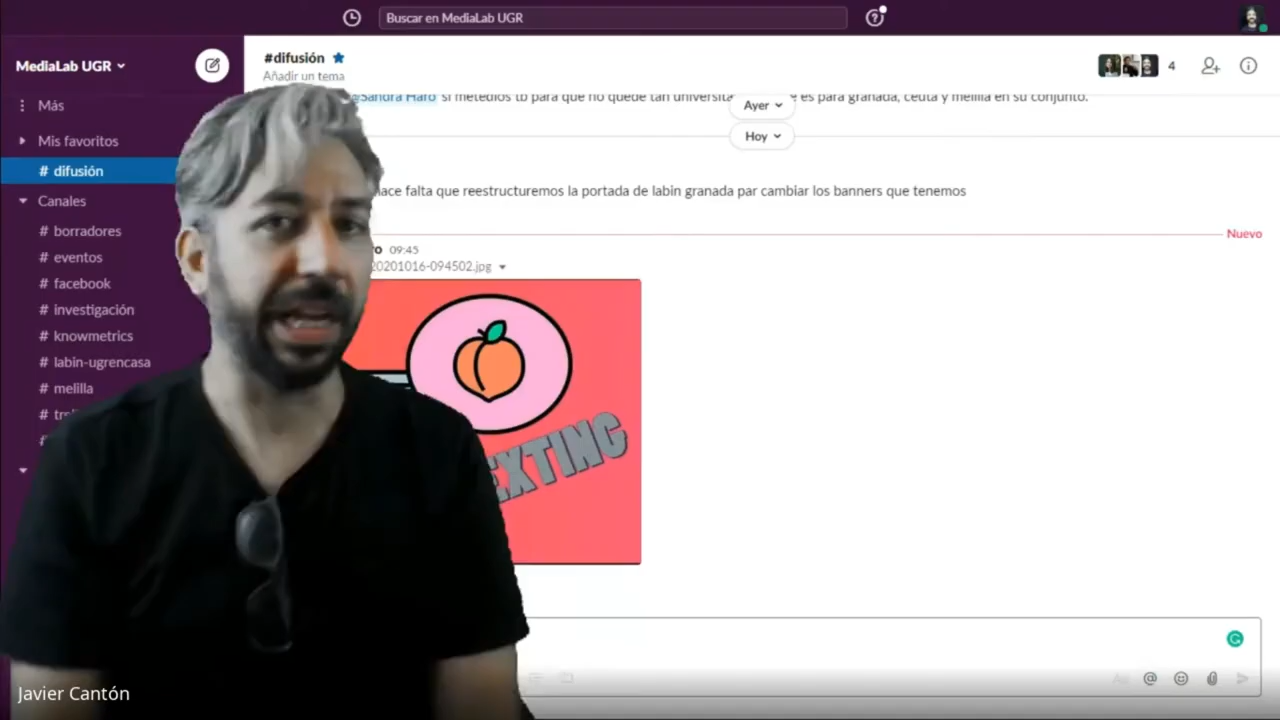 Buscar en MediaLab UGR
MediaLab UGR
#difusión
Añadir un tema
4
Más
Mis favoritos
# difusión
Canales
# borradores
# eventos
# facebook
# investigación
# knowmetrics
# labin-ugrencasa
# melilla
@Sandra Haro si metedlos tb para que no quede tan universita
e es para granada, ceuta y melilla en su conjunto.
Ayer
Hoy
hace falta que reestructuremos la portada de labin granada par cambiar los banners que tenemos
Nuevo
ro 09:45
20201016-094502.jpg
EXTING
Javier Cantón